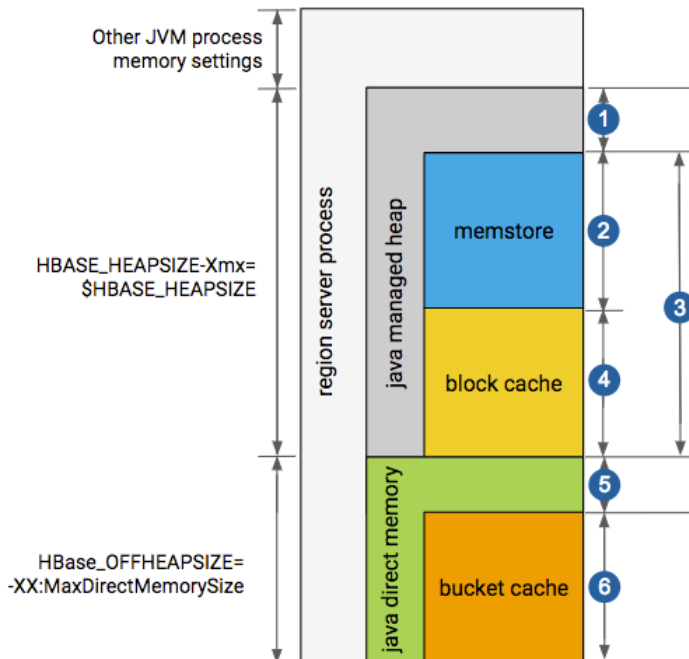 Other JVM process
memory settings
1
memstore
2
HBASE_HEAPSIZE-Xmx=
$HBASE_HEAPSIZE
region server process
java managed heap
3
block cache
4
5
HBase_OFFHEAPSIZE=
-XX:MaxDirectMemorySize
java direct memory
bucket cache
6